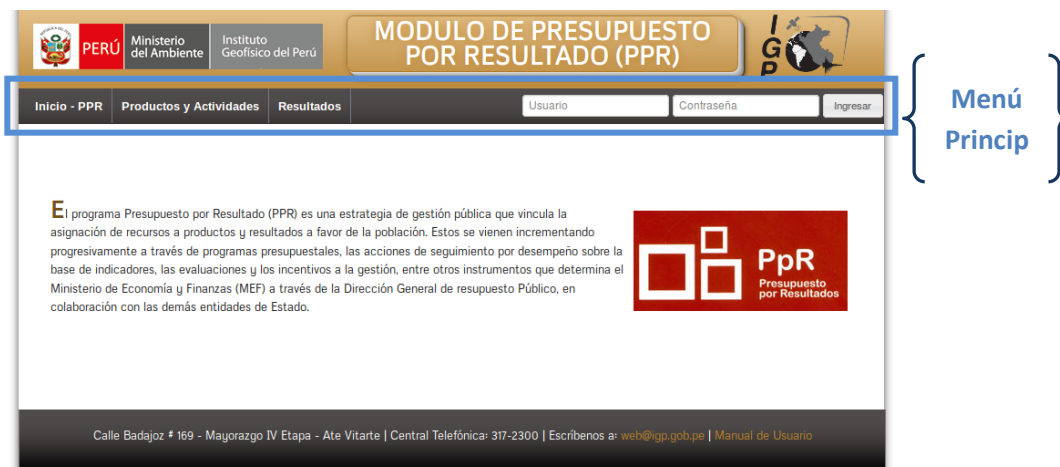 PERÚ
Ministerio
del Ambiente
Instituto
Geofísico del Perú
MODULO DE PRESUPUESTO
POR RESULTADO (PPR)
IGP
Inicio - PPR Productos y Actividades Resultados Usuario Contraseña Ingresar
Menú
Princip
El programa Presupuesto por Resultado (PPR) es una estrategia de gestión pública que vincula la
asignación de recursos a productos y resultados a favor de la población. Estos se vienen incrementando
progresivamente a través de programas presupuestales, las acciones de seguimiento por desempeño sobre la
base de indicadores, las evaluaciones y los incentivos a la gestión, entre otros instrumentos que determina el
Ministerio de Economía y Finanzas (MEF) a través de la Dirección General de resupuesto Público, en
colaboración con las demás entidades de Estado.
PpR
Presupuesto
por Resultados
Calle Badajoz # 169 - Mayorazgo IV Etapa - Ate Vitarte | Central Telefónica: 317-2300 | Escríbenos a: web@igp.gob.pe | Manual de Usuario